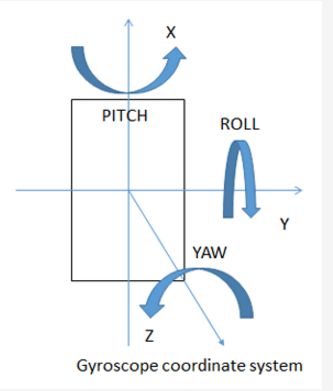 X
PITCH
ROLL
Y
YAW
Z
Gyroscope coordinate system